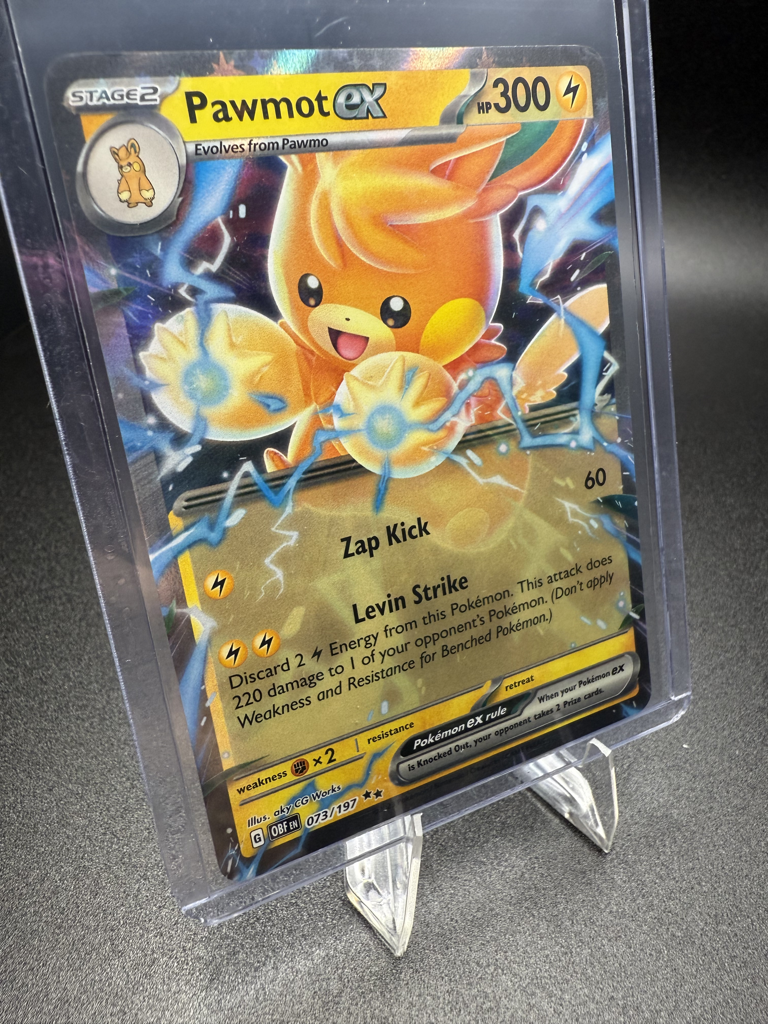 STAGE2
Pawmot ex
HP 300
Evolves from Pawmo
Zap Kick 60
Levin Strike
Discard 2 Energy from this Pokémon. This attack does
220 damage to 1 of your opponent's Pokémon. (Don't apply
Weakness and Resistance for Benched Pokémon.)
weakness ×2 resistance retreat
Pokémon ex rule When your Pokémon ex
is Knocked Out, your opponent takes 2 Prize cards.
Illus. aky CG Works
G OBF EN 073/197 ★★